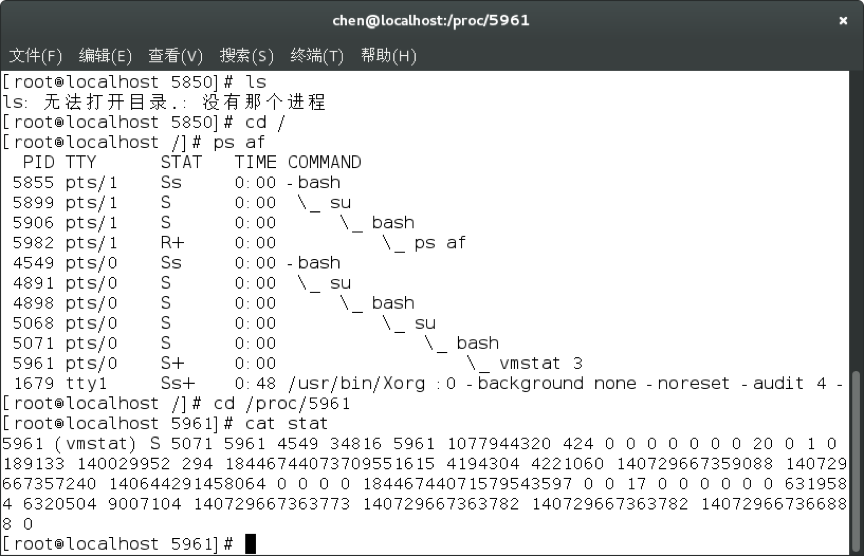 chen@localhost:/proc/5961 ×
文件(F) 编辑(E) 查看(V) 搜索(S) 终端(T) 帮助(H)
[root@localhost 5850]# ls
ls: 无法打开目录.: 没有那个进程
[root@localhost 5850]# cd /
[root@localhost /]# ps af
PID TTY STAT TIME COMMAND
5855 pts/1 Ss 0:00 -bash
5899 pts/1 S 0:00 \_ su
5906 pts/1 S 0:00 \_ bash
5982 pts/1 R+ 0:00 \_ ps af
4549 pts/0 Ss 0:00 -bash
4891 pts/0 S 0:00 \_ su
4898 pts/0 S 0:00 \_ bash
5068 pts/0 S 0:00 \_ su
5071 pts/0 S 0:00 \_ bash
5961 pts/0 S+ 0:00 \_ vmstat 3
1679 tty1 Ss+ 0:48 /usr/bin/Xorg :0 -background none -noreset -audit 4 -
[root@localhost /]# cd /proc/5961
[root@localhost 5961]# cat stat
5961 (vmstat) S 5071 5961 4549 34816 5961 1077944320 424 0 0 0 0 0 0 0 20 0 1 0
189133 140029952 294 18446744073709551615 4194304 4221060 140729667359088 140729
667357240 140644291458064 0 0 0 0 18446744071579543597 0 0 17 0 0 0 0 0 0 631958
4 6320504 9007104 140729667363773 140729667363782 140729667363782 14072966736688
8 0
[root@localhost 5961]#